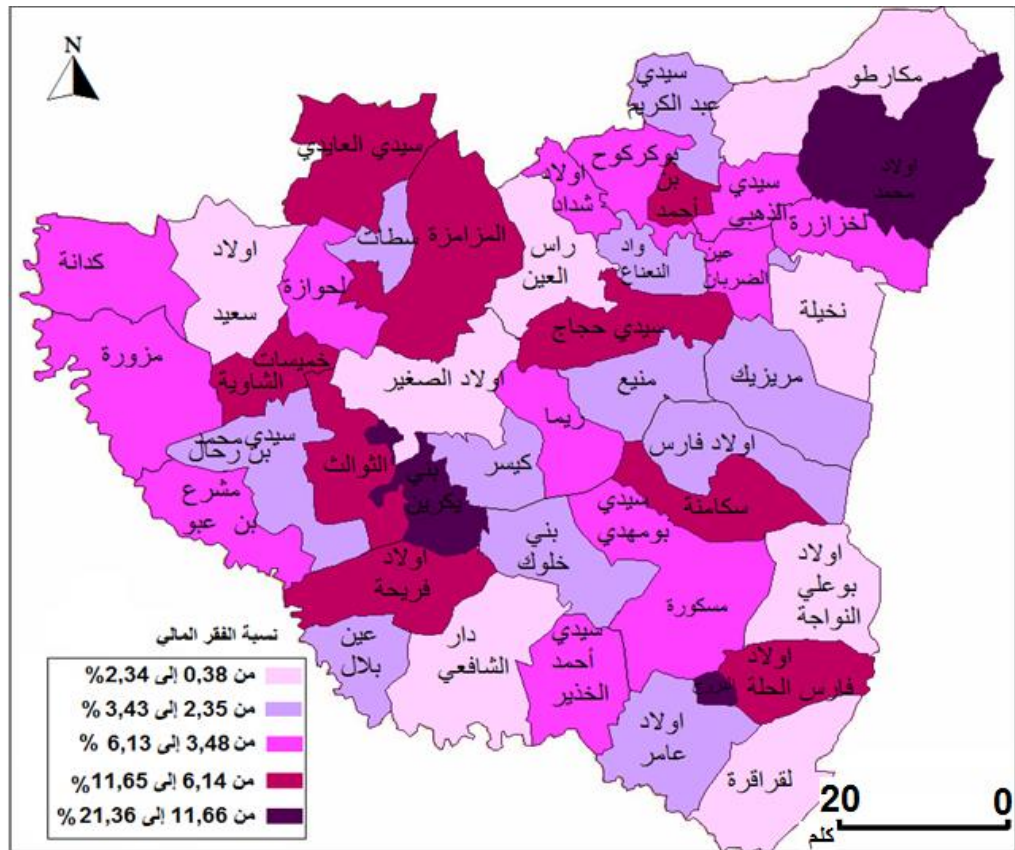 N
سيدي
عبد الكريم
مكارطو
اولاد
محمد
سيدي العايدي
بوكركوح
بن
أحمد
اولاد
شداد
سيدي
الذهبي
لخزازرة
المزامزة
سطات
كدانة
اولاد
سعيد
لحوازة
راس
العين
واد
النعناع
عين
الضربان
نخيلة
سيدي حجاج
مزورة
خميسات
الشاوية
اولاد الصغير
منيع
مريزيك
ريما
اولاد فارس
سيدي محمد
بن رحال
الثوالث
بني
يكرين
كيسر
سكامنة
مشرع
بن عبو
سيدي
بومهدي
بني
خلوك
اولاد
فريحة
اولاد
بوعلي
النواجة
مسكورة
عين
بلال
دار
الشافعي
سيدي
أحمد
الخذير
اولاد
فارس الحلة
اولاد
عامر
لقراقرة
نسبة الفقر المالي
من 0,38 إلى 2,34%
من 2,35 إلى 3,43 %
من 3,48 إلى 6,13 %
من 6,14 إلى 11,65%
من 11,66 إلى 21,36 %
20 0
كلم